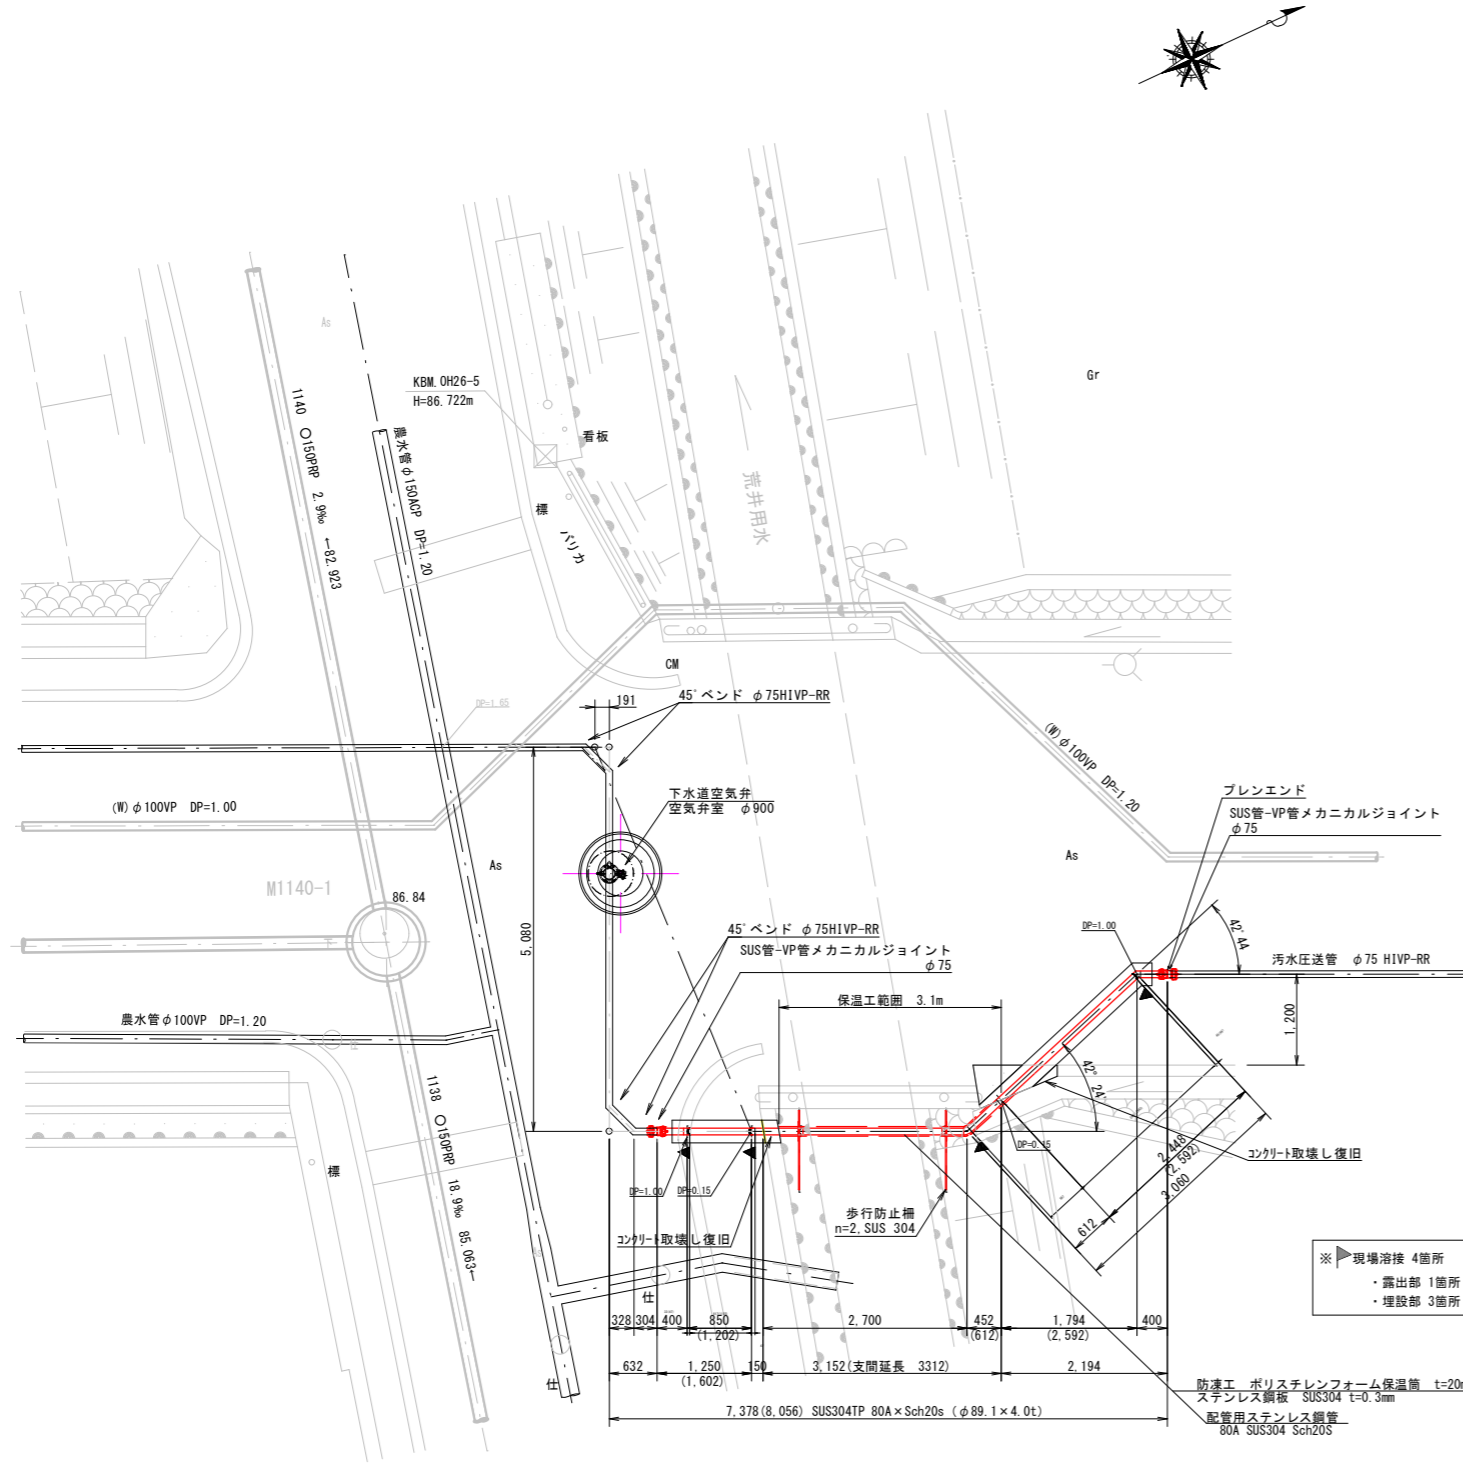 As
KBM.OH26-5
H=86.722m
看板
標
バリカ
荒井用水
Gr
1140 ○150PRP 2.9‰ ←82.923
農水管φ150ACP DP=1.20
CM
DP=1.65
191
45°ベンド φ75HIVP-RR
(W)φ100VP DP=1.00
下水道空気弁
空気弁室 φ900
(W)φ100VP DP=1.20
ブレンエンド
SUS管-VP管メカニカルジョイント
φ75
As
As
M1140-1
86.84
5,080
45°ベンド φ75HIVP-RR
SUS管-VP管メカニカルジョイント
φ75
DP=1.00
42°44
汚水圧送管 φ75 HIVP-RR
保温工範囲 3.1m
1,200
農水管φ100VP DP=1.20
1138 ○150PRP 18.9‰ 85.063←
42°24'
DP=0.15
2,448
(2,592)
3,060
612
コンクリート取壊し復旧
標
DP=1.00
DP=0.15
歩行防止柵
n=2,SUS 304
コンクリート取壊し復旧
As
仕
仕
※ 現場溶接 4箇所
・露出部 1箇所
・埋設部 3箇所
328
304
400
850
(1,202)
2,700
452
(612)
1,794
(2,592)
400
632
1,250
(1,602)
150
3,152(支間延長 3312)
2,194
7,378(8,056) SUS304TP 80A×Sch20s (φ89.1×4.0t)
防凍工 ポリスチレンフォーム保温筒 t=20m
ステンレス鋼板 SUS304 t=0.3mm
配管用ステンレス鋼管
80A SUS304 Sch20S